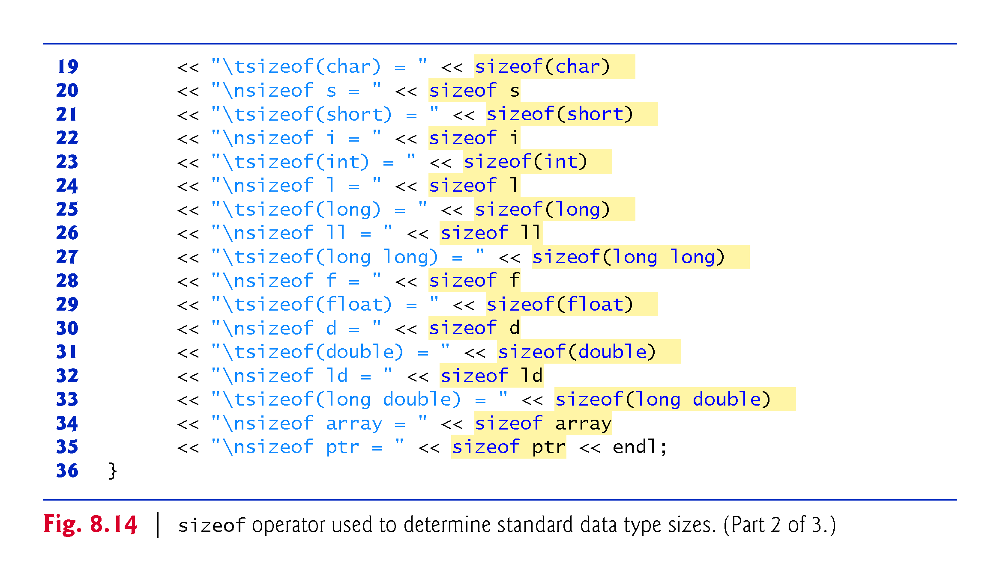 19 << "\tsizeof(char) = " << sizeof(char)
20 << "\nsizeof s = " << sizeof s
21 << "\tsizeof(short) = " << sizeof(short)
22 << "\nsizeof i = " << sizeof i
23 << "\tsizeof(int) = " << sizeof(int)
24 << "\nsizeof l = " << sizeof l
25 << "\tsizeof(long) = " << sizeof(long)
26 << "\nsizeof ll = " << sizeof ll
27 << "\tsizeof(long long) = " << sizeof(long long)
28 << "\nsizeof f = " << sizeof f
29 << "\tsizeof(float) = " << sizeof(float)
30 << "\nsizeof d = " << sizeof d
31 << "\tsizeof(double) = " << sizeof(double)
32 << "\nsizeof ld = " << sizeof ld
33 << "\tsizeof(long double) = " << sizeof(long double)
34 << "\nsizeof array = " << sizeof array
35 << "\nsizeof ptr = " << sizeof ptr << endl;
36 }
Fig. 8.14 | sizeof operator used to determine standard data type sizes. (Part 2 of 3.)